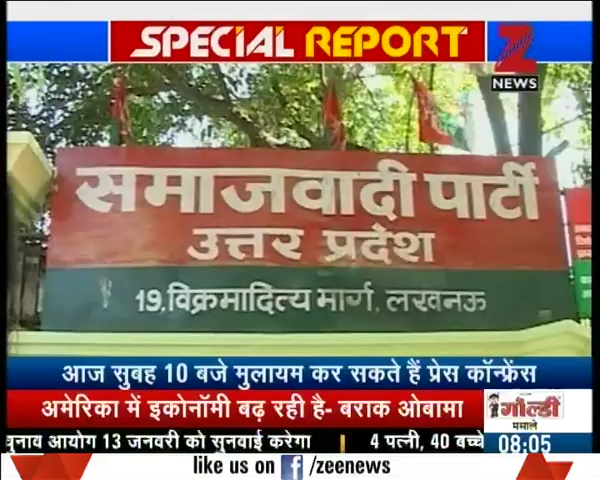 SPECIAL REPORT
ZEE
NEWS
समाजवादी पार्टी
उत्तर प्रदेश
19, विक्रमादित्य मार्ग, लखनऊ
आज सुबह 10 बजे मुलायम कर सकते हैं प्रेस कॉन्फ्रेंस
अमेरिका में इकोनॉमी बढ़ रही है- बराक ओबामा
गोल्डी
मसाले
चुनाव आयोग 13 जनवरी को सुनवाई करेगा | 4 पत्नी, 40 बच्चे
08:05
like us on f /zeenews